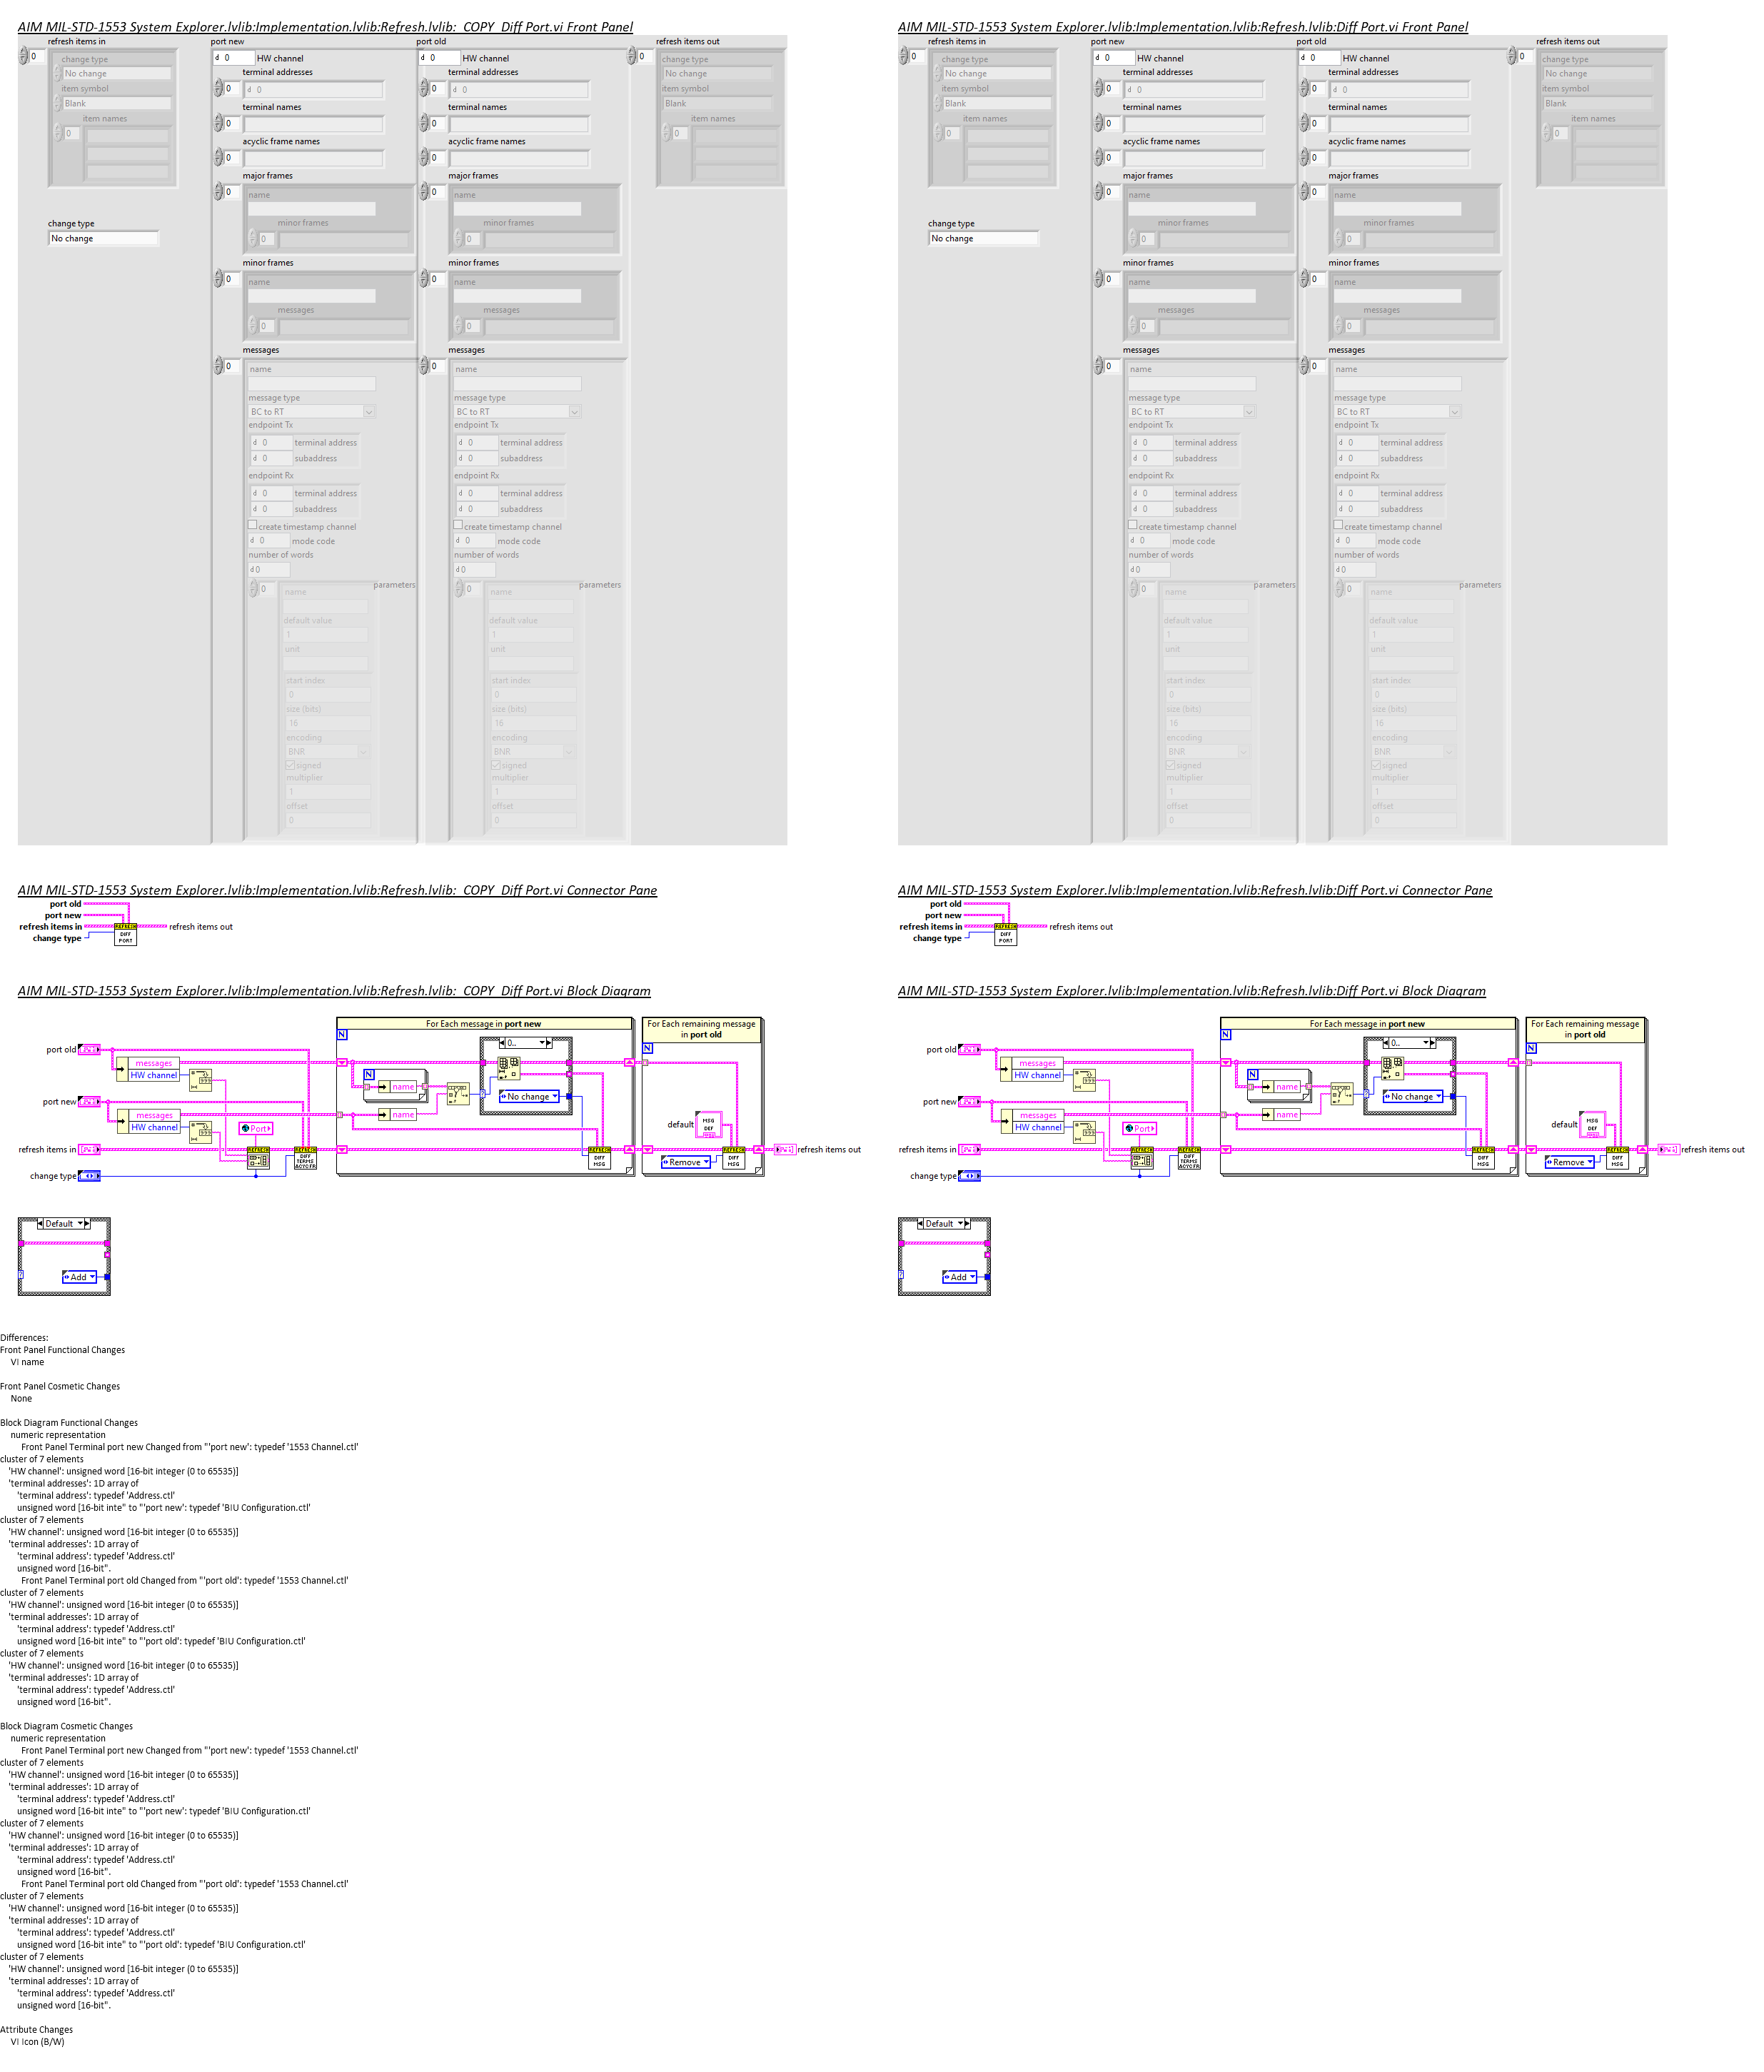 AIM MIL-STD-1553 System Explorer.lvlib:Implementation.lvlib:Refresh.lvlib:_COPY_Diff Port.vi Front Panel
refresh items in
port new
port old
refresh items out
0
change type
No change
item symbol
Blank
item names
0
change type
No change
d 0 HW channel
terminal addresses
0 d 0
terminal names
0
acyclic frame names
0
major frames
0 name
minor frames
0
minor frames
0 name
messages
0
messages
0 name
message type
BC to RT
endpoint Tx
d 0 terminal address
d 0 subaddress
endpoint Rx
d 0 terminal address
d 0 subaddress
create timestamp channel
d 0 mode code
number of words
d 0
0 parameters
name
default value
1
unit
start index
0
size (bits)
16
encoding
BNR
signed
multiplier
1
offset
0
d 0 HW channel
terminal addresses
0 d 0
terminal names
0
acyclic frame names
0
major frames
0 name
minor frames
0
minor frames
0 name
messages
0
messages
0 name
message type
BC to RT
endpoint Tx
d 0 terminal address
d 0 subaddress
endpoint Rx
d 0 terminal address
d 0 subaddress
create timestamp channel
d 0 mode code
number of words
d 0
0 parameters
name
default value
1
unit
start index
0
size (bits)
16
encoding
BNR
signed
multiplier
1
offset
0
0
change type
No change
item symbol
Blank
item names
0
AIM MIL-STD-1553 System Explorer.lvlib:Implementation.lvlib:Refresh.lvlib:Diff Port.vi Front Panel
refresh items in
port new
port old
refresh items out
0
change type
No change
item symbol
Blank
item names
0
change type
No change
d 0 HW channel
terminal addresses
0 d 0
terminal names
0
acyclic frame names
0
major frames
0 name
minor frames
0
minor frames
0 name
messages
0
messages
0 name
message type
BC to RT
endpoint Tx
d 0 terminal address
d 0 subaddress
endpoint Rx
d 0 terminal address
d 0 subaddress
create timestamp channel
d 0 mode code
number of words
d 0
0 parameters
name
default value
1
unit
start index
0
size (bits)
16
encoding
BNR
signed
multiplier
1
offset
0
d 0 HW channel
terminal addresses
0 d 0
terminal names
0
acyclic frame names
0
major frames
0 name
minor frames
0
minor frames
0 name
messages
0
messages
0 name
message type
BC to RT
endpoint Tx
d 0 terminal address
d 0 subaddress
endpoint Rx
d 0 terminal address
d 0 subaddress
create timestamp channel
d 0 mode code
number of words
d 0
0 parameters
name
default value
1
unit
start index
0
size (bits)
16
encoding
BNR
signed
multiplier
1
offset
0
0
change type
No change
item symbol
Blank
item names
0
AIM MIL-STD-1553 System Explorer.lvlib:Implementation.lvlib:Refresh.lvlib:_COPY_Diff Port.vi Connector Pane
port old
port new
refresh items in
change type
REFRESH
DIFF
PORT
refresh items out
AIM MIL-STD-1553 System Explorer.lvlib:Implementation.lvlib:Refresh.lvlib:Diff Port.vi Connector Pane
port old
port new
refresh items in
change type
REFRESH
DIFF
PORT
refresh items out
AIM MIL-STD-1553 System Explorer.lvlib:Implementation.lvlib:Refresh.lvlib:_COPY_Diff Port.vi Block Diagram
For Each message in port new
For Each remaining message
in port old
N
N
0..
port old
messages
HW channel
N
name
No change
port new
messages
HW channel
name
Port
default
MSG
DEF
refresh items in
REFRESH
REFRESH
DIFF
TERMS
ACYCFR
REFRESH
DIFF
MSG
Remove
REFRESH
DIFF
MSG
refresh items out
change type
Default
Add
AIM MIL-STD-1553 System Explorer.lvlib:Implementation.lvlib:Refresh.lvlib:Diff Port.vi Block Diagram
For Each message in port new
For Each remaining message
in port old
N
N
0..
port old
messages
HW channel
N
name
No change
port new
messages
HW channel
name
Port
default
MSG
DEF
refresh items in
REFRESH
REFRESH
DIFF
TERMS
ACYCFR
REFRESH
DIFF
MSG
Remove
REFRESH
DIFF
MSG
refresh items out
change type
Default
Add
Differences:
Front Panel Functional Changes
VI name
Front Panel Cosmetic Changes
None
Block Diagram Functional Changes
numeric representation
Front Panel Terminal port new Changed from "'port new': typedef '1553 Channel.ctl'
cluster of 7 elements
'HW channel': unsigned word [16-bit integer (0 to 65535)]
'terminal addresses': 1D array of
'terminal address': typedef 'Address.ctl'
unsigned word [16-bit inte" to "'port new': typedef 'BIU Configuration.ctl'
cluster of 7 elements
'HW channel': unsigned word [16-bit integer (0 to 65535)]
'terminal addresses': 1D array of
'terminal address': typedef 'Address.ctl'
unsigned word [16-bit".
Front Panel Terminal port old Changed from "'port old': typedef '1553 Channel.ctl'
cluster of 7 elements
'HW channel': unsigned word [16-bit integer (0 to 65535)]
'terminal addresses': 1D array of
'terminal address': typedef 'Address.ctl'
unsigned word [16-bit inte" to "'port old': typedef 'BIU Configuration.ctl'
cluster of 7 elements
'HW channel': unsigned word [16-bit integer (0 to 65535)]
'terminal addresses': 1D array of
'terminal address': typedef 'Address.ctl'
unsigned word [16-bit".
Block Diagram Cosmetic Changes
numeric representation
Front Panel Terminal port new Changed from "'port new': typedef '1553 Channel.ctl'
cluster of 7 elements
'HW channel': unsigned word [16-bit integer (0 to 65535)]
'terminal addresses': 1D array of
'terminal address': typedef 'Address.ctl'
unsigned word [16-bit inte" to "'port new': typedef 'BIU Configuration.ctl'
cluster of 7 elements
'HW channel': unsigned word [16-bit integer (0 to 65535)]
'terminal addresses': 1D array of
'terminal address': typedef 'Address.ctl'
unsigned word [16-bit".
Front Panel Terminal port old Changed from "'port old': typedef '1553 Channel.ctl'
cluster of 7 elements
'HW channel': unsigned word [16-bit integer (0 to 65535)]
'terminal addresses': 1D array of
'terminal address': typedef 'Address.ctl'
unsigned word [16-bit inte" to "'port old': typedef 'BIU Configuration.ctl'
cluster of 7 elements
'HW channel': unsigned word [16-bit integer (0 to 65535)]
'terminal addresses': 1D array of
'terminal address': typedef 'Address.ctl'
unsigned word [16-bit".
Attribute Changes
VI Icon (B/W)